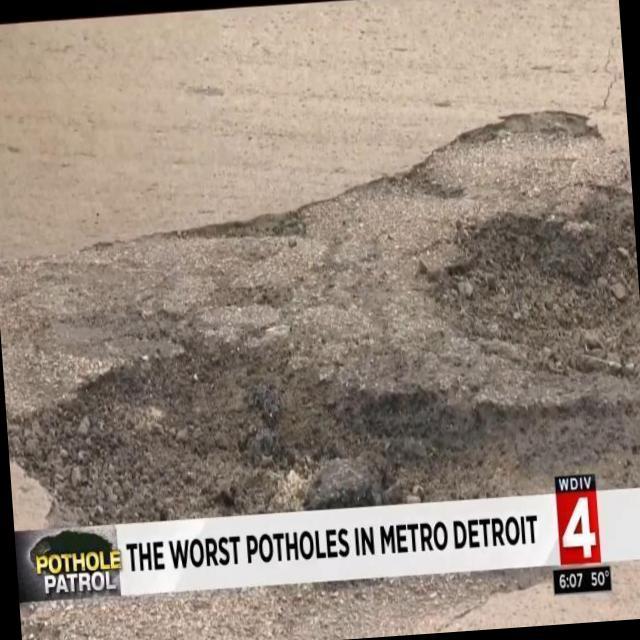 POTHOLE
PATROL
THE WORST POTHOLES IN METRO DETROIT
WDIV
4
6:07 50°